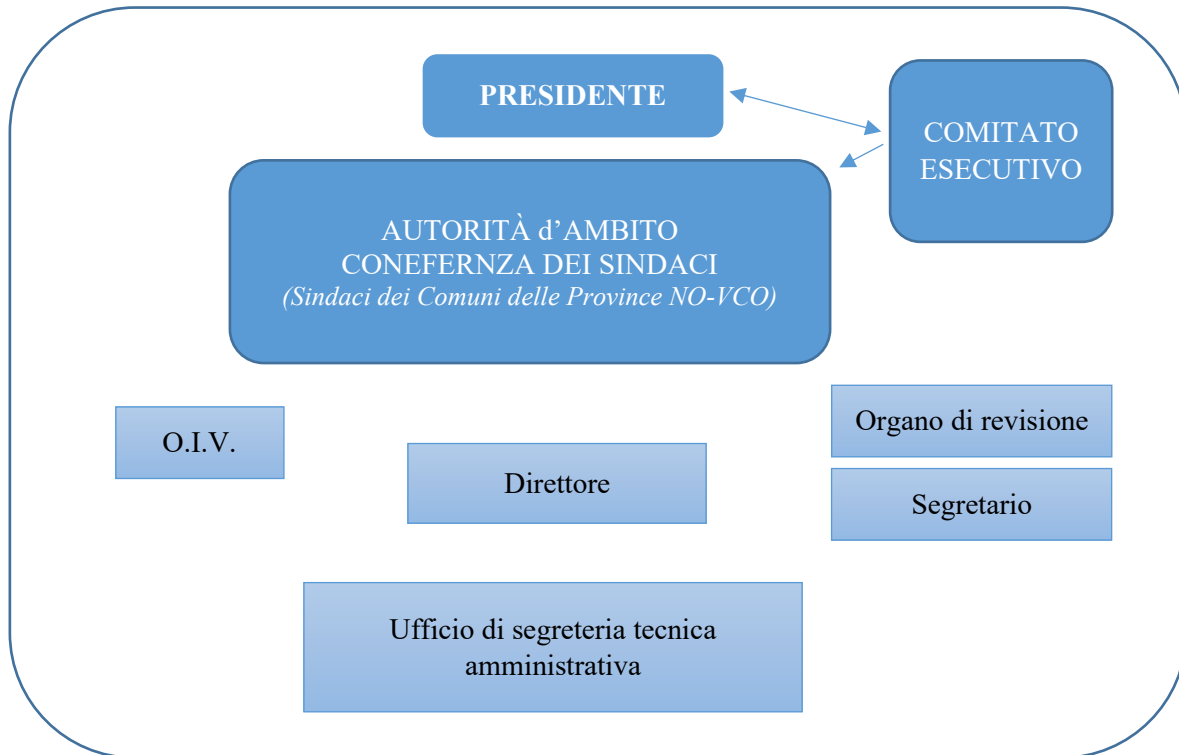 PRESIDENTE
COMITATO
ESECUTIVO
AUTORITÀ d’AMBITO
CONEFERNZA DEI SINDACI
(Sindaci dei Comuni delle Province NO-VCO)
O.I.V.
Organo di revisione
Direttore
Segretario
Ufficio di segreteria tecnica
amministrativa